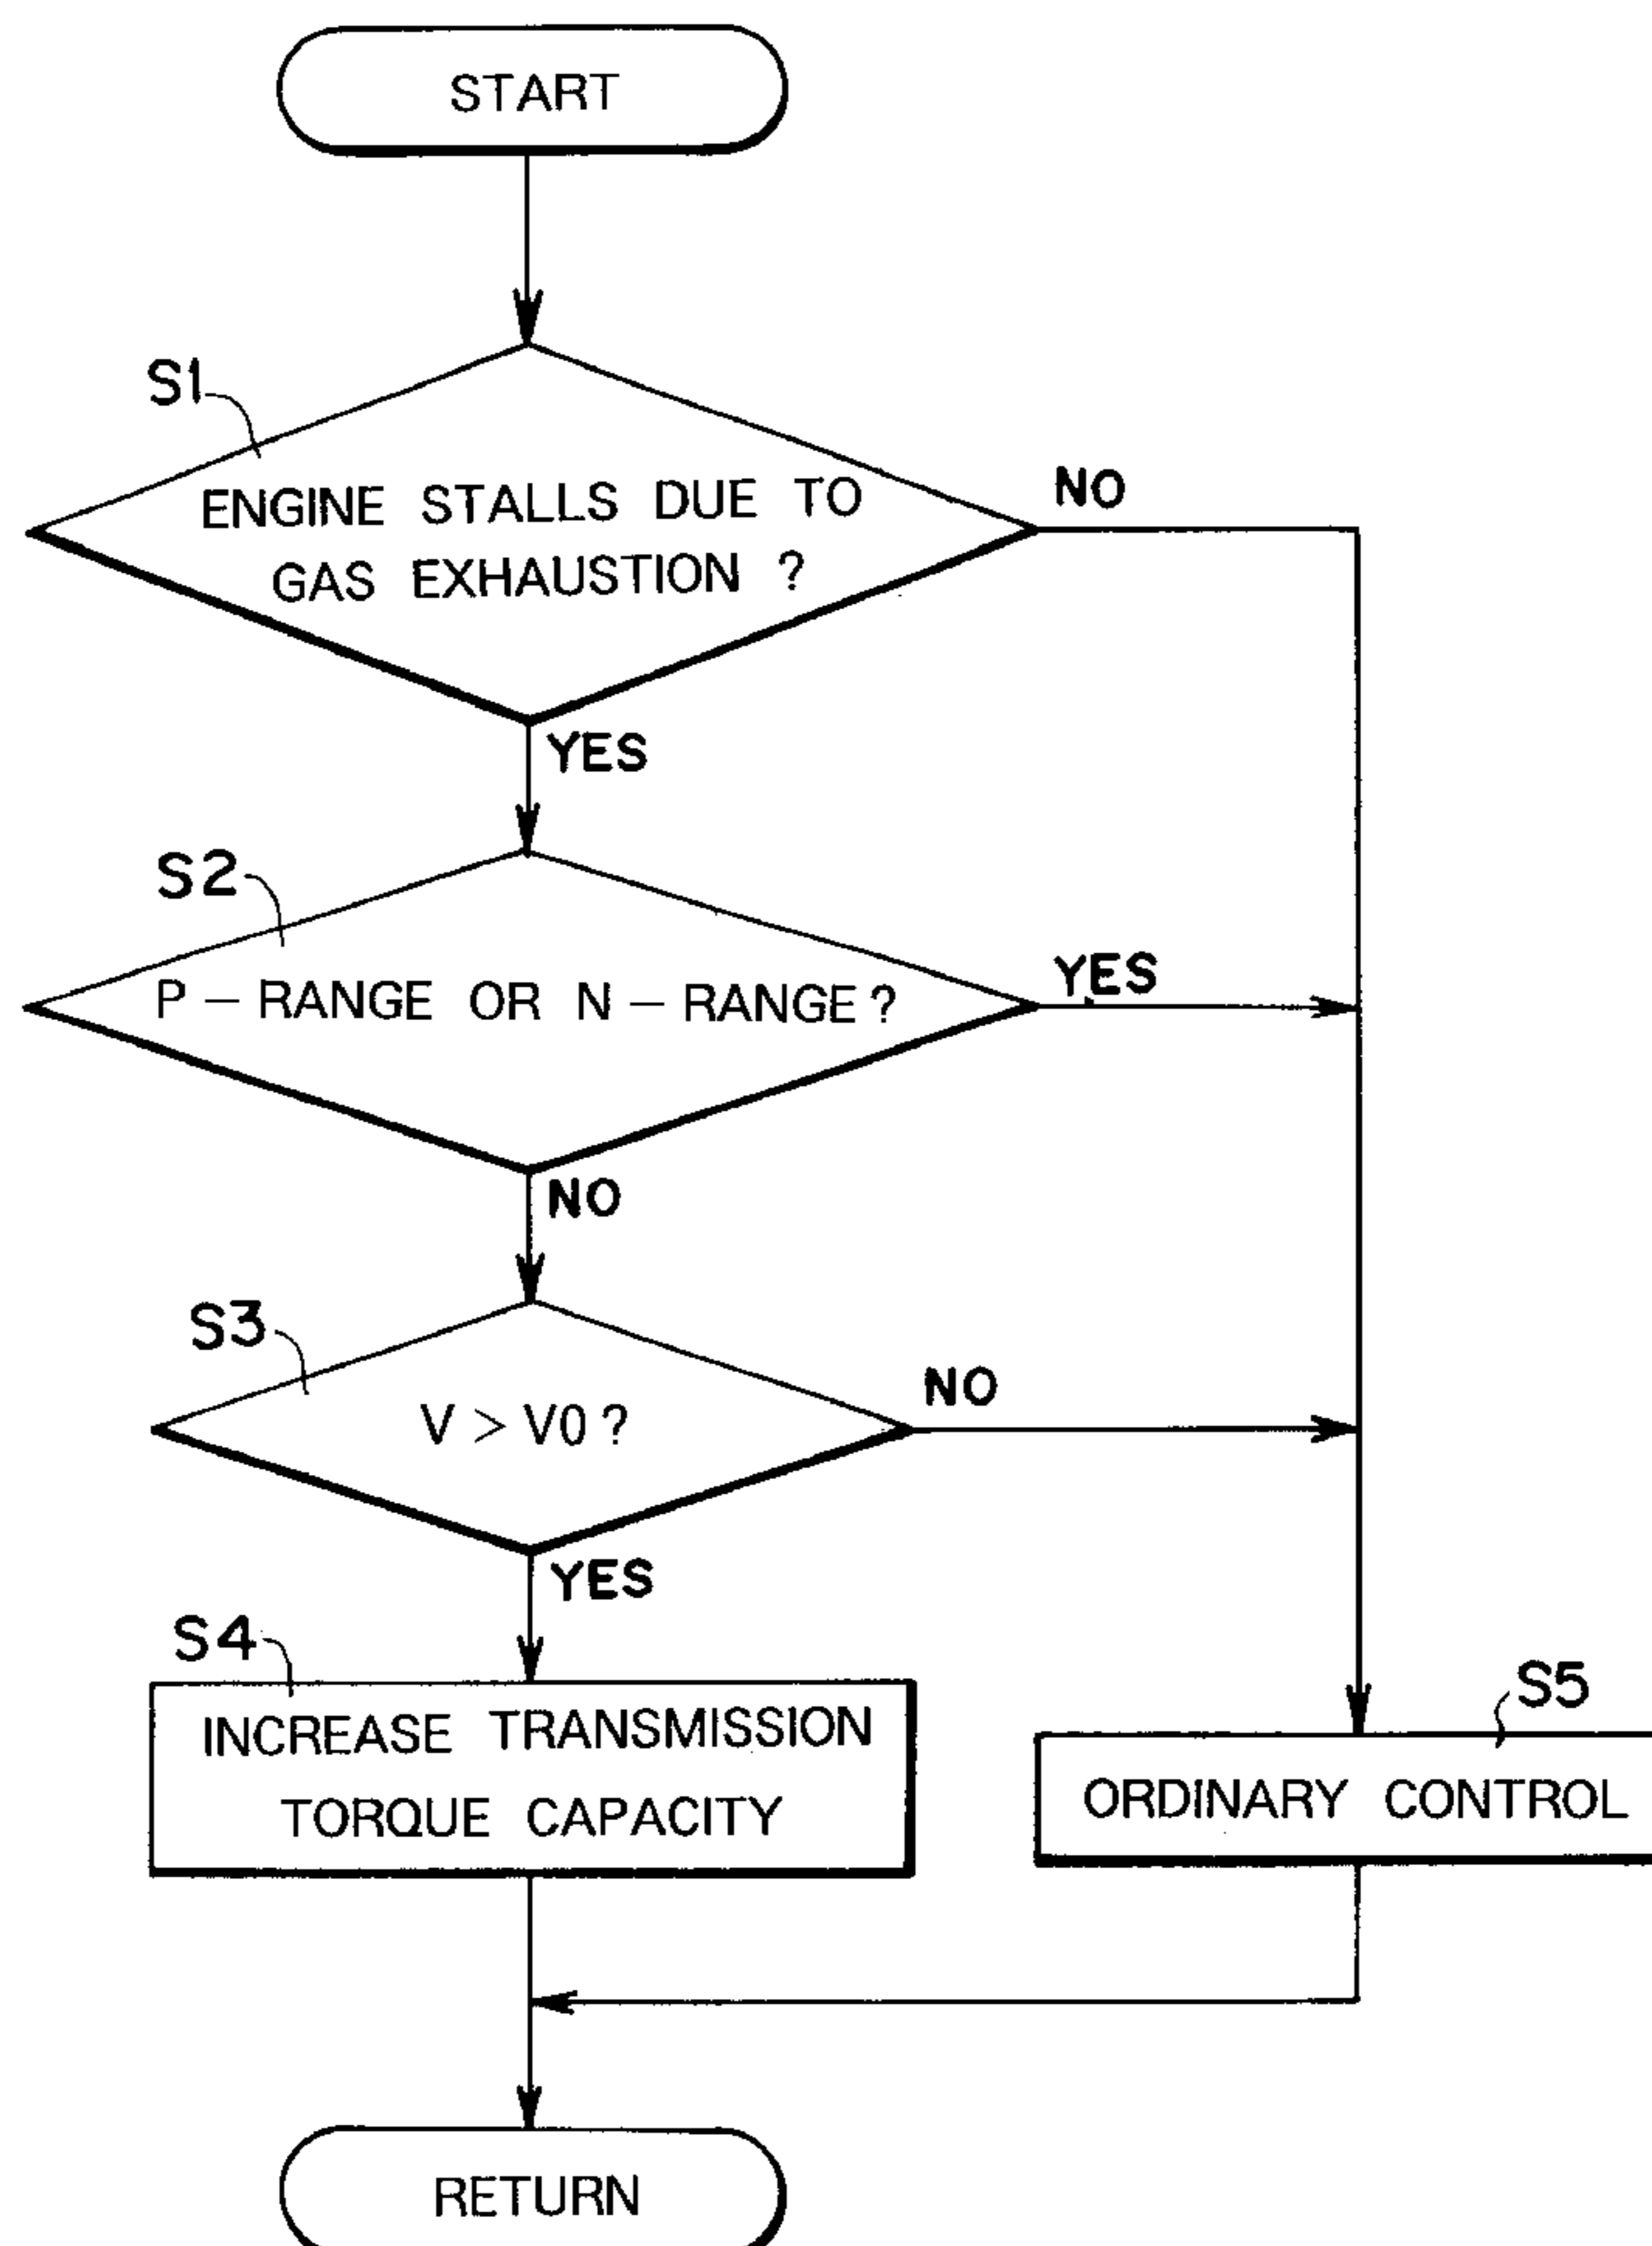 START
S1
ENGINE STALLS DUE TO
GAS EXHAUSTION ?
NO
YES
S2
P – RANGE OR N – RANGE ?
YES
NO
S3
V > V0 ?
NO
YES
S4
INCREASE TRANSMISSION
TORQUE CAPACITY
S5
ORDINARY CONTROL
RETURN